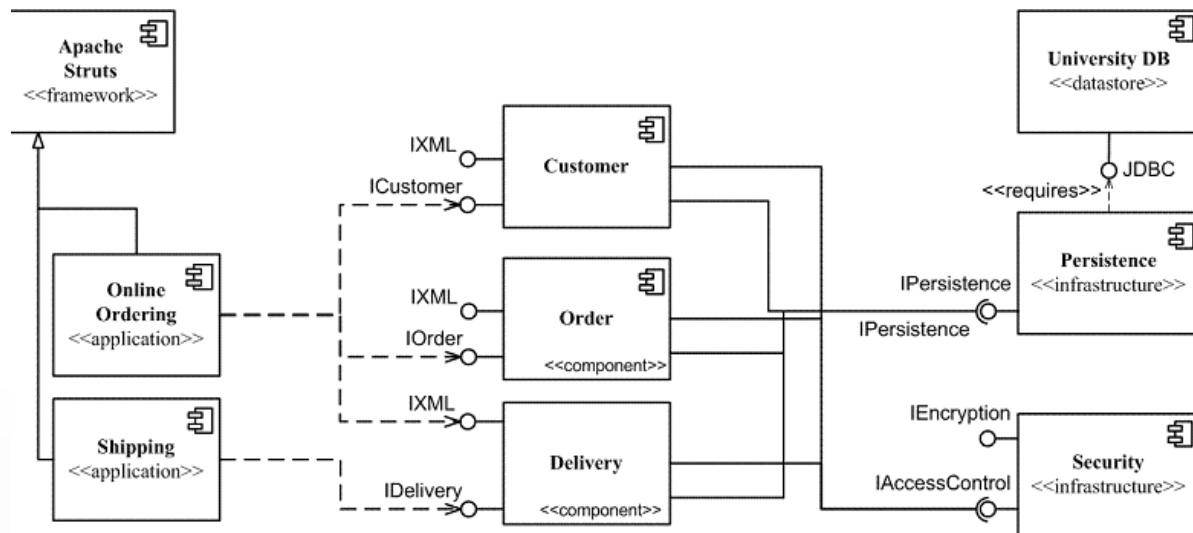 Apache
Struts
<<framework>>
University DB
<<datastore>>
IXML
Customer
ICustomer
JDBC
<<requires>>
Online
Ordering
<<application>>
IXML
Order
IOrder
<<component>>
Persistence
<<infrastructure>>
IPersistence
IPersistence
Shipping
<<application>>
IXML
Delivery
IDelivery
<<component>>
IEncryption
Security
IAccessControl
<<infrastructure>>